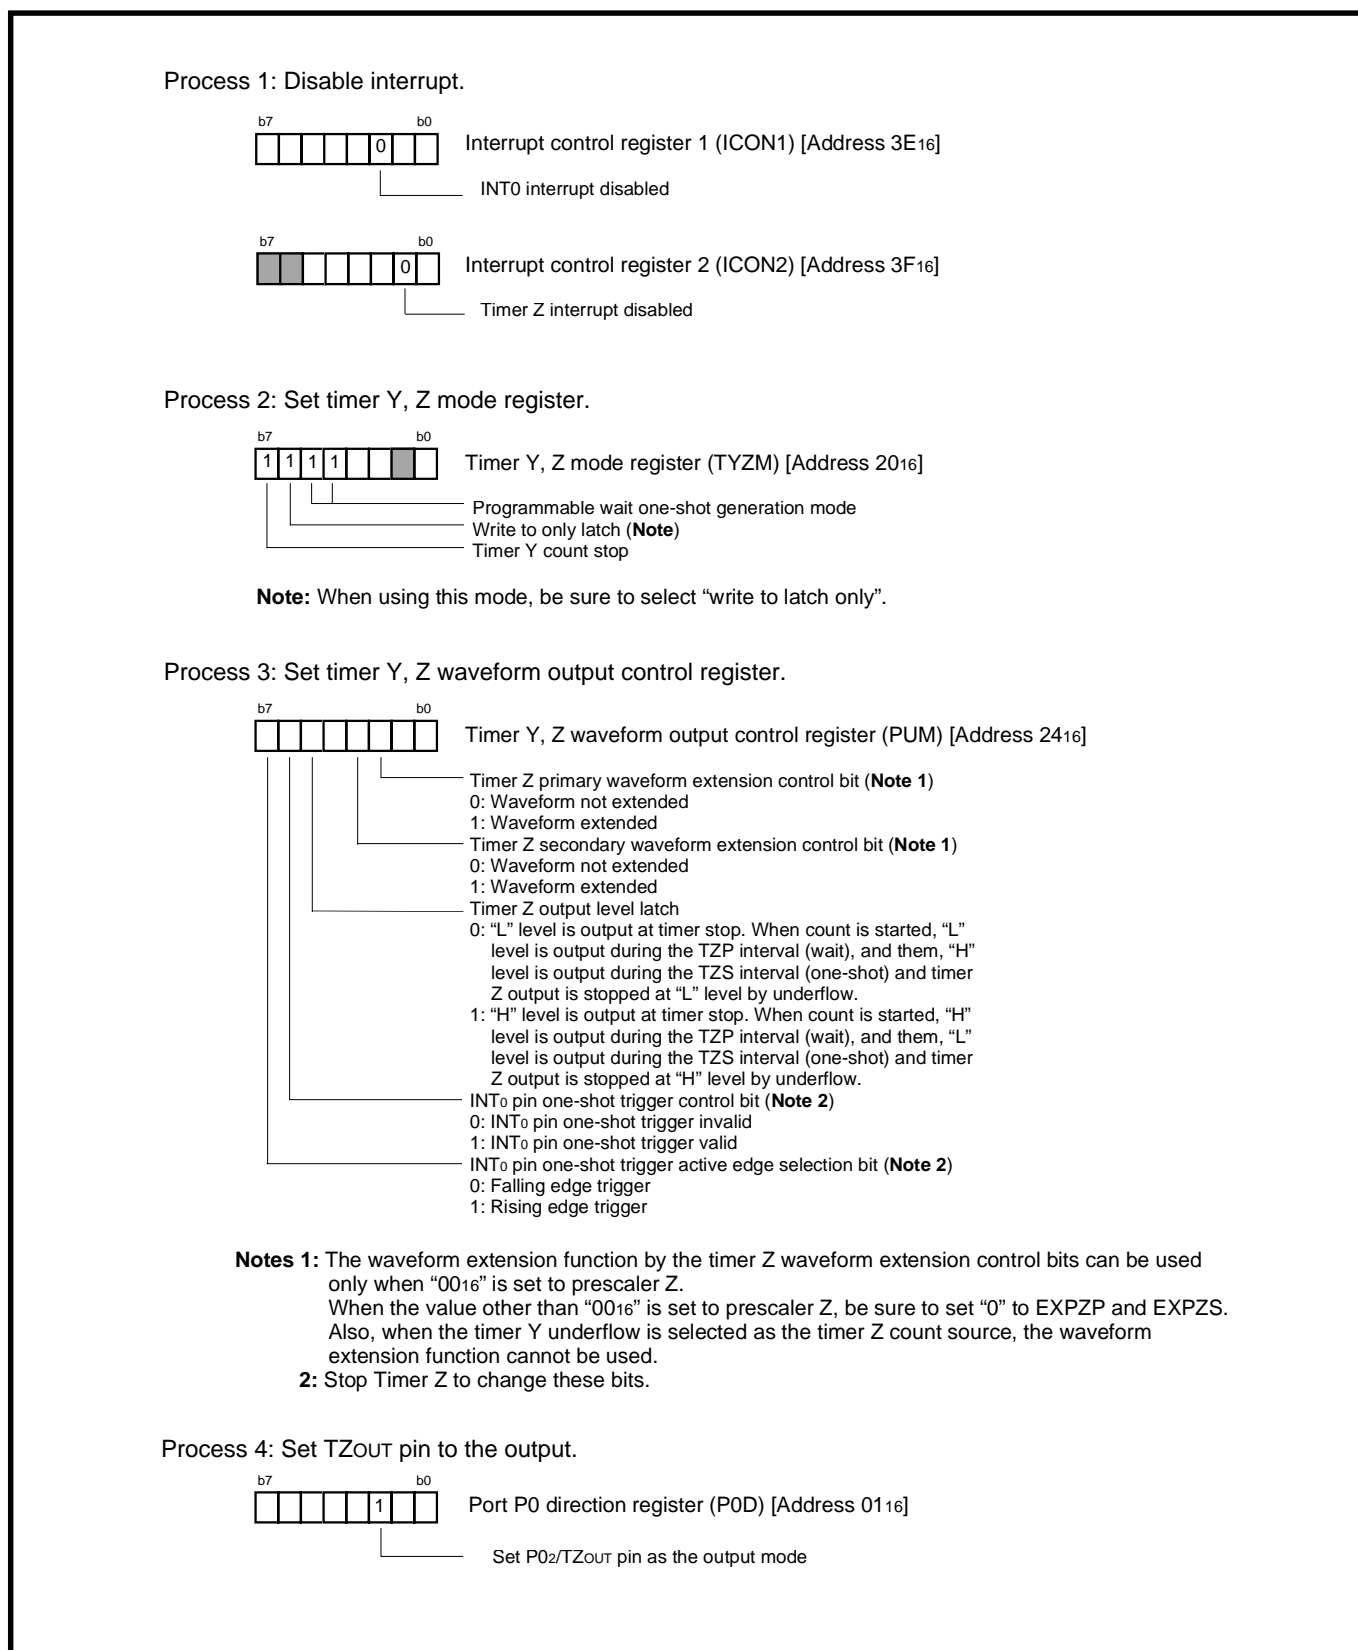 Process 1: Disable interrupt.
b7 b0
0 Interrupt control register 1 (ICON1) [Address 3E16]
INT0 interrupt disabled
b7 b0
0 Interrupt control register 2 (ICON2) [Address 3F16]
Timer Z interrupt disabled
Process 2: Set timer Y, Z mode register.
b7 b0
1 1 1 1 Timer Y, Z mode register (TYZM) [Address 2016]
Programmable wait one-shot generation mode
Write to only latch (Note)
Timer Y count stop
Note: When using this mode, be sure to select “write to latch only”.
Process 3: Set timer Y, Z waveform output control register.
b7 b0
Timer Y, Z waveform output control register (PUM) [Address 2416]
Timer Z primary waveform extension control bit (Note 1)
0: Waveform not extended
1: Waveform extended
Timer Z secondary waveform extension control bit (Note 1)
0: Waveform not extended
1: Waveform extended
Timer Z output level latch
0: “L” level is output at timer stop. When count is started, “L”
level is output during the TZP interval (wait), and them, “H”
level is output during the TZS interval (one-shot) and timer
Z output is stopped at “L” level by underflow.
1: “H” level is output at timer stop. When count is started, “H”
level is output during the TZP interval (wait), and them, “L”
level is output during the TZS interval (one-shot) and timer
Z output is stopped at “H” level by underflow.
INT0 pin one-shot trigger control bit (Note 2)
0: INT0 pin one-shot trigger invalid
1: INT0 pin one-shot trigger valid
INT0 pin one-shot trigger active edge selection bit (Note 2)
0: Falling edge trigger
1: Rising edge trigger
Notes 1: The waveform extension function by the timer Z waveform extension control bits can be used
only when “0016” is set to prescaler Z.
When the value other than “0016” is set to prescaler Z, be sure to set “0” to EXPZP and EXPZS.
Also, when the timer Y underflow is selected as the timer Z count source, the waveform
extension function cannot be used.
2: Stop Timer Z to change these bits.
Process 4: Set TZOUT pin to the output.
b7 b0
1 Port P0 direction register (P0D) [Address 0116]
Set P02/TZOUT pin as the output mode